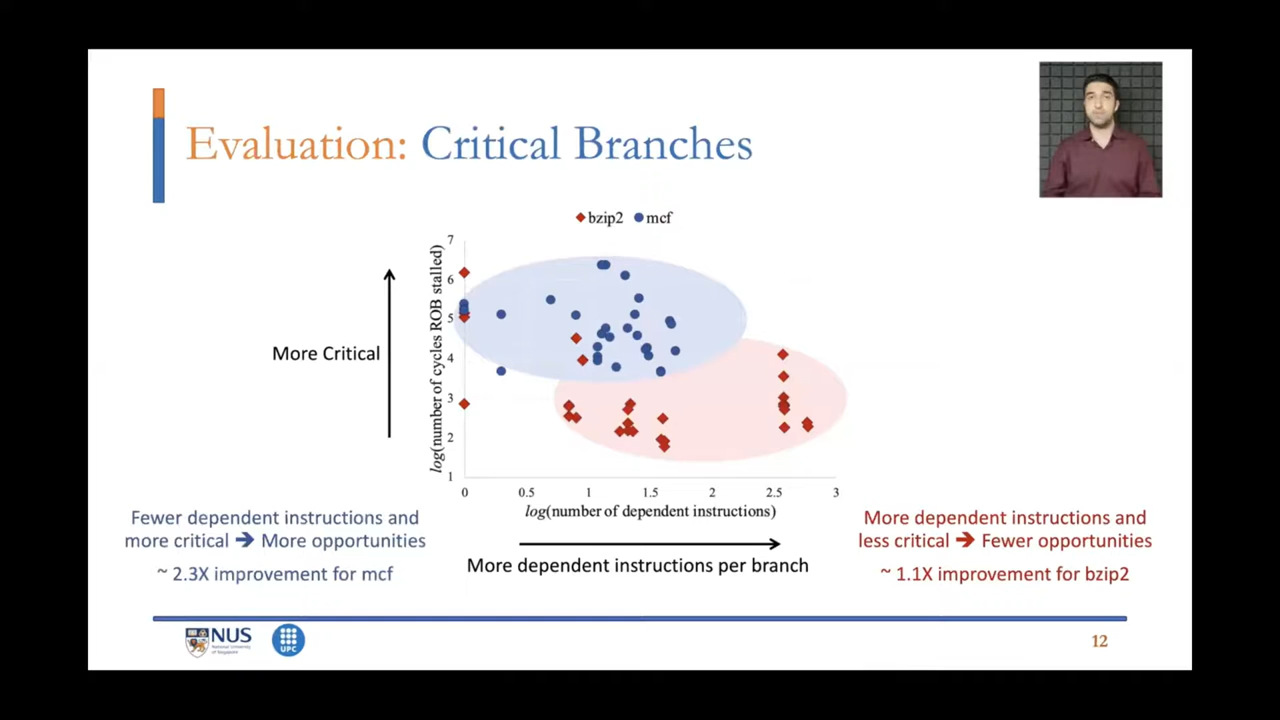 Evaluation: Critical Branches
bzip2 mcf
log(number of cycles ROB stalled)
7
6
5
4
3
2
1
0 0.5 1 1.5 2 2.5 3
log(number of dependent instructions)
More Critical
More dependent instructions per branch
Fewer dependent instructions and
more critical ➔ More opportunities
~ 2.3X improvement for mcf
More dependent instructions and
less critical ➔ Fewer opportunities
~ 1.1X improvement for bzip2
NUS
National University
of Singapore
UPC
12